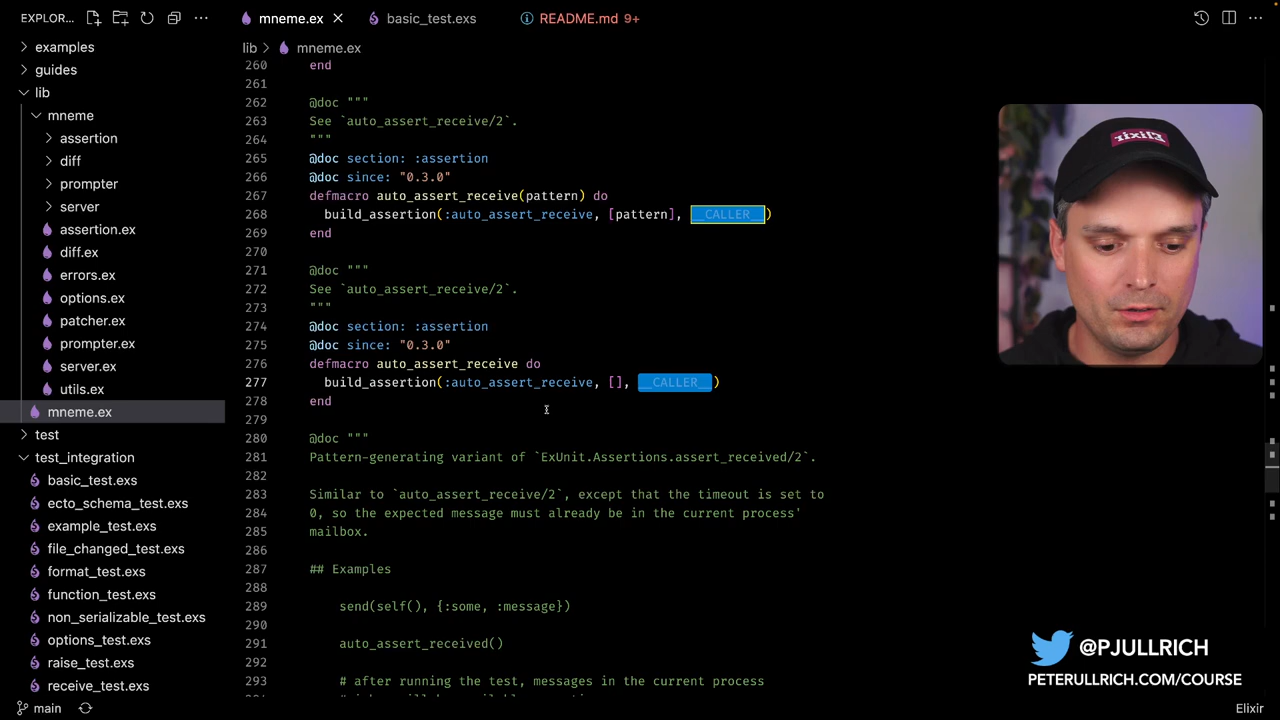 EXPLOR...
mneme.ex
basic_test.exs
README.md 9+
lib > mneme.ex
examples
guides
lib
mneme
assertion
diff
prompter
server
assertion.ex
diff.ex
errors.ex
options.ex
patcher.ex
prompter.ex
server.ex
utils.ex
mneme.ex
test
test_integration
basic_test.exs
ecto_schema_test.exs
example_test.exs
file_changed_test.exs
format_test.exs
function_test.exs
non_serializable_test.exs
options_test.exs
raise_test.exs
receive_test.exs
260 end
261
262 @doc """
263 See `auto_assert_receive/2`.
264 """
265 @doc section: :assertion
266 @doc since: "0.3.0"
267 defmacro auto_assert_receive(pattern) do
268 build_assertion(:auto_assert_receive, [pattern], __CALLER__)
269 end
270
271 @doc """
272 See `auto_assert_receive/2`.
273 """
274 @doc section: :assertion
275 @doc since: "0.3.0"
276 defmacro auto_assert_receive do
277 build_assertion(:auto_assert_receive, [], __CALLER__)
278 end
279
280 @doc """
281 Pattern-generating variant of `ExUnit.Assertions.assert_received/2`.
282
283 Similar to `auto_assert_receive/2`, except that the timeout is set to
284 0, so the expected message must already be in the current process'
285 mailbox.
286
287 ## Examples
288
289 send(self(), {:some, :message})
290
291 auto_assert_received()
292
293 # after running the test, messages in the current process
@PJULLRICH
PETERULLRICH.COM/COURSE
main
Elixir